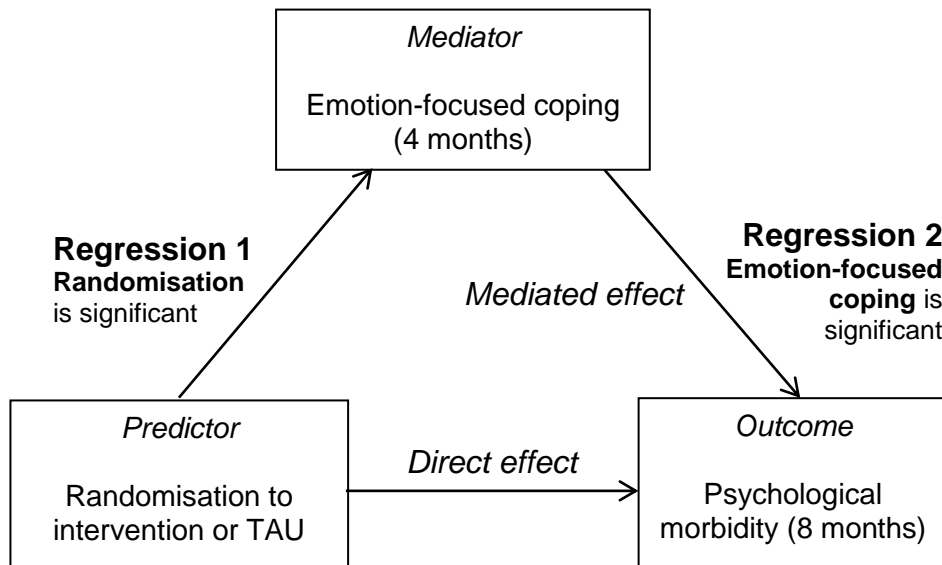 Mediator
Emotion-focused coping
(4 months)
Regression 1
Randomisation
is significant
Mediated effect
Regression 2
Emotion-focused
coping is
significant
Predictor
Randomisation to
intervention or TAU
Direct effect
Outcome
Psychological
morbidity (8 months)